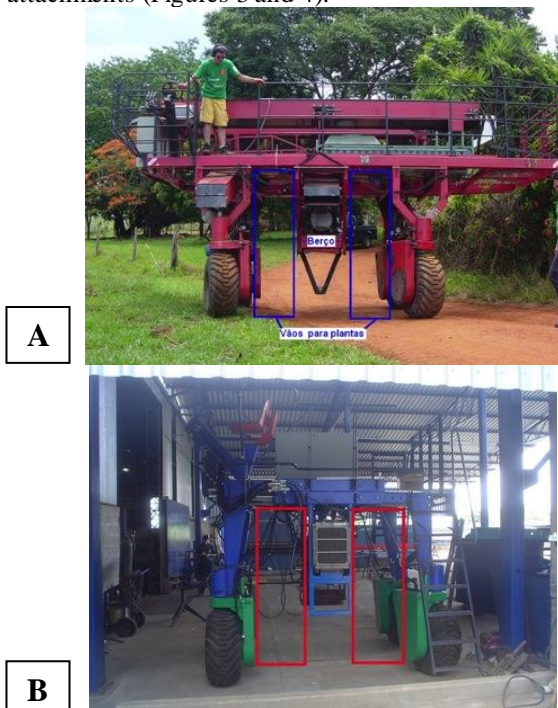 attachments (Figures 3 and 4).
Berço
Vãos para plantas
A
B